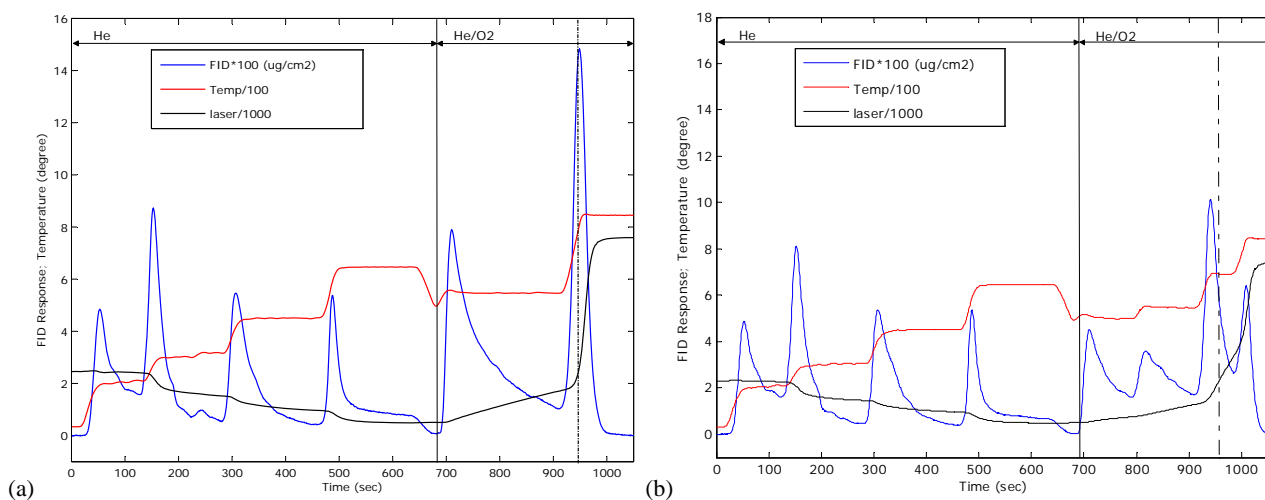 16
14
12
10
8
6
4
2
0
He
He/O2
FID*100 (ug/cm2)
Temp/100
laser/1000
FID Response; Temperature (degree)
0 100 200 300 400 500 600 700 800 900 1000
Time (sec)
(a)
18
16
14
12
10
8
6
4
2
0
He
He/O2
FID*100 (ug/cm2)
Temp/100
laser/1000
FID Response; Temperature (degree)
0 100 200 300 400 500 600 700 800 900 1000
Time (sec)
(b)